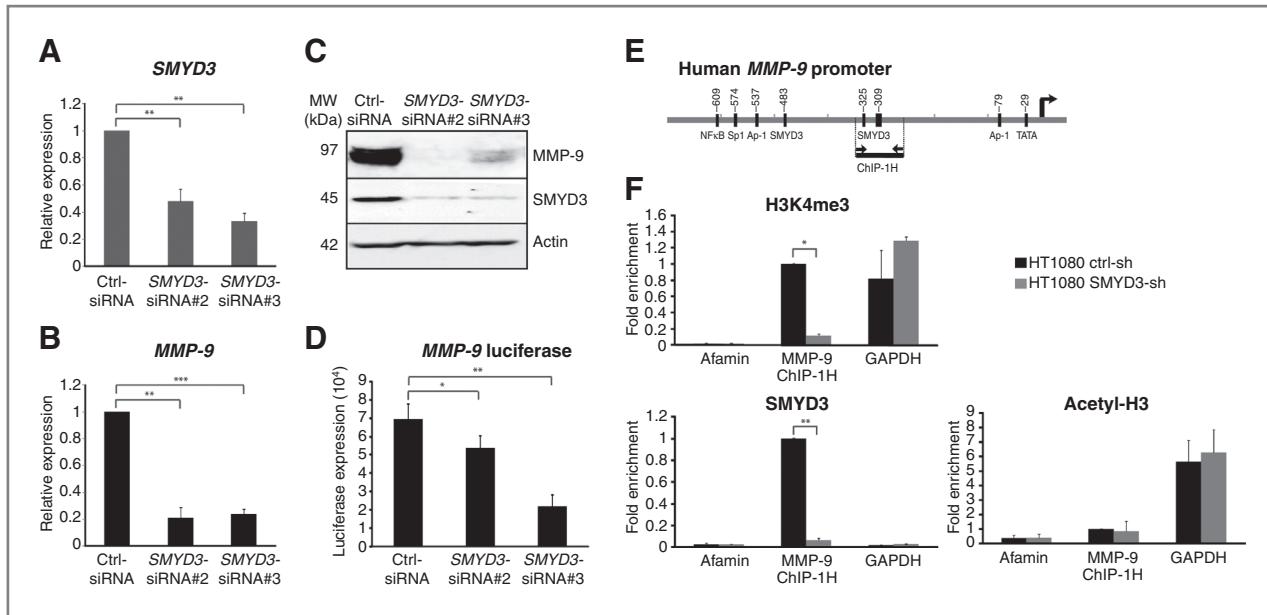 A
SMYD3
Relative expression
1.2
1
0.8
0.6
0.4
0.2
0
**
**
Ctrl-
siRNA
SMYD3-
siRNA#2
SMYD3-
siRNA#3
B
MMP-9
Relative expression
1.2
1
0.8
0.6
0.4
0.2
0
***
**
Ctrl-
siRNA
SMYD3-
siRNA#2
SMYD3-
siRNA#3
C
MW
(kDa)
Ctrl-
siRNA
SMYD3-
siRNA#2
SMYD3-
siRNA#3
97
MMP-9
45
SMYD3
42
Actin
D
MMP-9 luciferase
Luciferase expression (10⁴)
9
8
7
6
5
4
3
2
1
0
**
*
Ctrl-
siRNA
SMYD3-
siRNA#2
SMYD3-
siRNA#3
E
Human MMP-9 promoter
–609
–574
–537
–483
–325
–309
–79
–29
NFκB Sp1 Ap-1 SMYD3
SMYD3
Ap-1
TATA
ChIP-1H
F
H3K4me3
Fold enrichment
1.6
1.4
1.2
1.0
0.8
0.6
0.4
0.2
0
*
Afamin
MMP-9
ChIP-1H
GAPDH
HT1080 ctrl-sh
HT1080 SMYD3-sh
SMYD3
Fold enrichment
1.2
1
0.8
0.6
0.4
0.2
0
**
Afamin
MMP-9
ChIP-1H
GAPDH
Acetyl-H3
Fold enrichment
9
8
7
6
5
4
3
2
1
0
Afamin
MMP-9
ChIP-1H
GAPDH